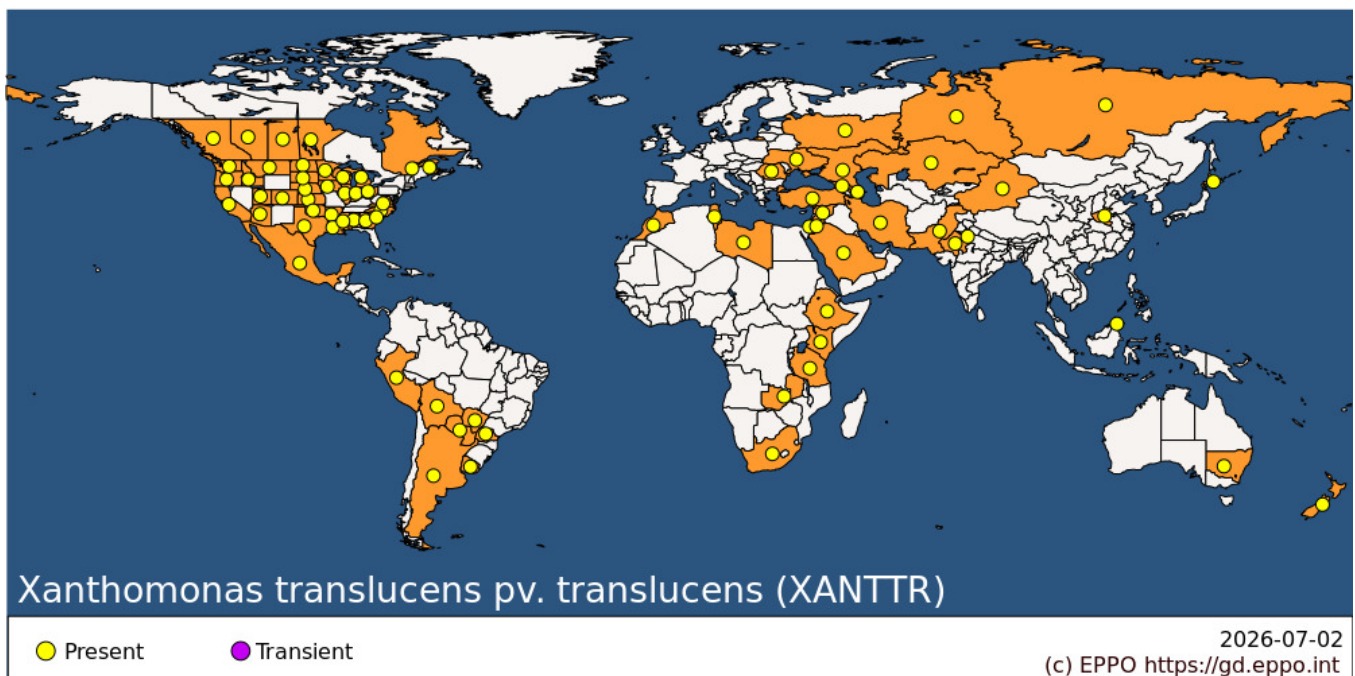 Xanthomonas translucens pv. translucens (XANTTR)
Present
Transient
2026-07-02
(c) EPPO https://gd.eppo.int